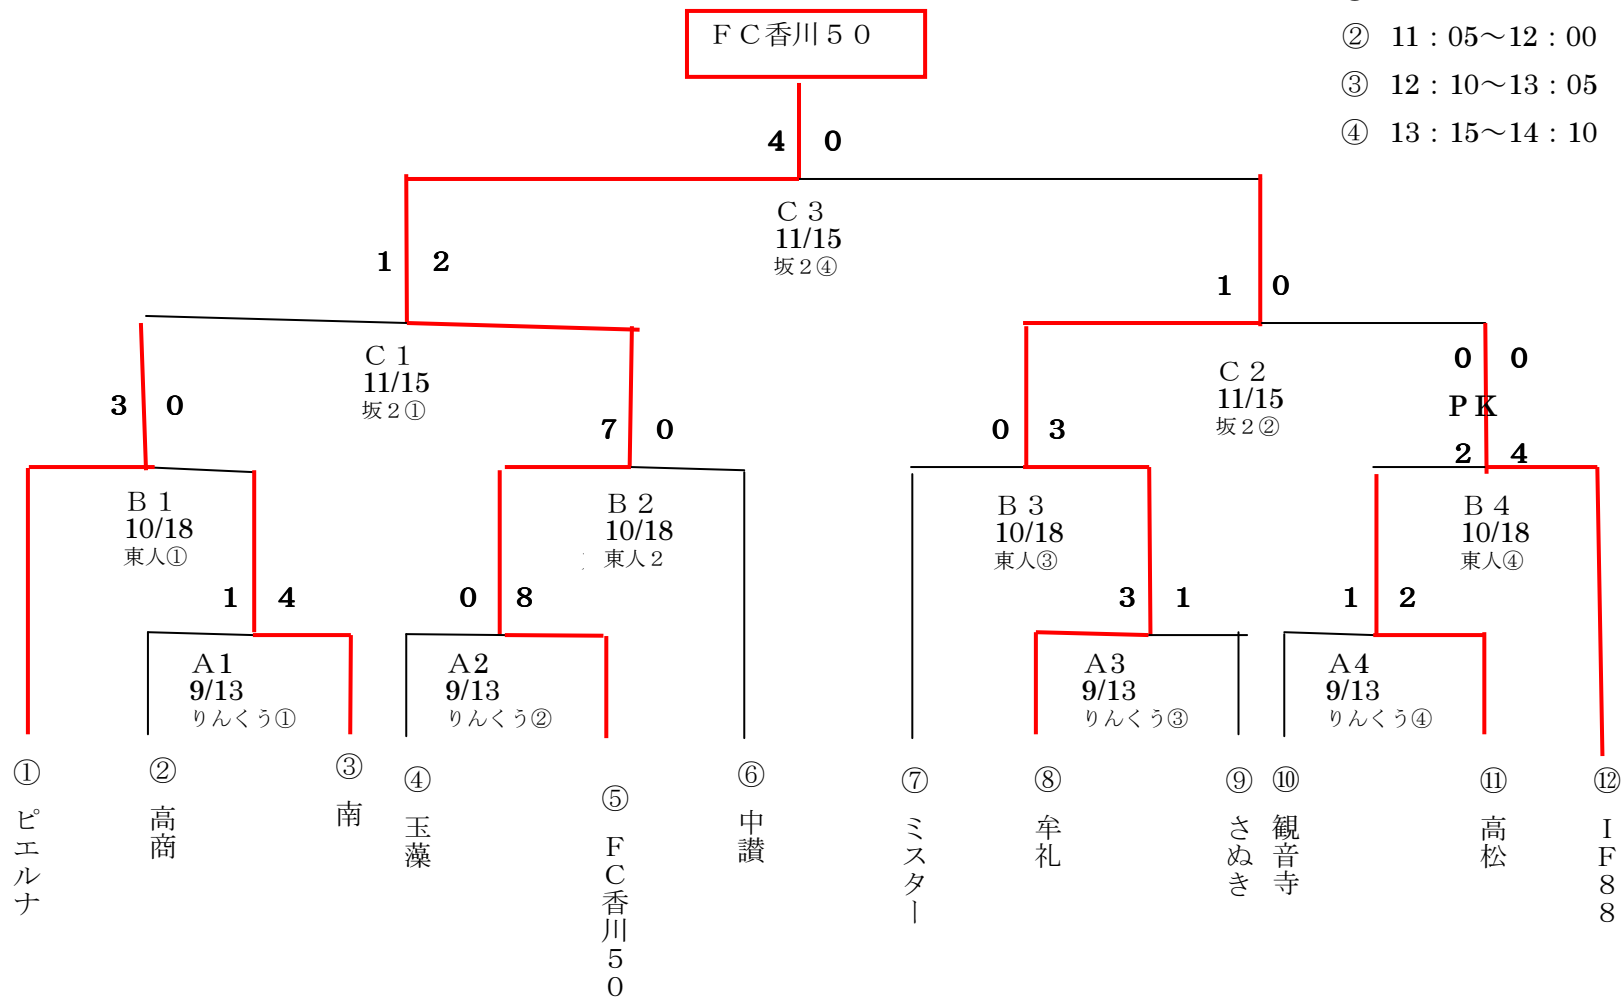 ＦＣ香川５０
② 11：05～12：00
③ 12：10～13：05
④ 13：15～14：10
4 0
Ｃ３
11/15
坂２④
1 2
1 0
Ｃ１
11/15
坂２①
Ｃ２
11/15
坂２②
0 0
ＰＫ
2 4
3 0
7 0
0 3
Ｂ１
10/18
東人①
Ｂ２
10/18
東人２
Ｂ３
10/18
東人③
Ｂ４
10/18
東人④
1 4
0 8
3 1
1 2
Ａ1
9/13
りんくう①
Ａ2
9/13
りんくう②
Ａ3
9/13
りんくう③
Ａ4
9/13
りんくう④
① ピエルナ
② 高商
③ 南
④ 玉藻
⑤ ＦＣ香川５０
⑥ 中讃
⑦ ミスター
⑧ 牟礼
⑨ さぬき
⑩ 観音寺
⑪ 高松
⑫ ＩＦ８８